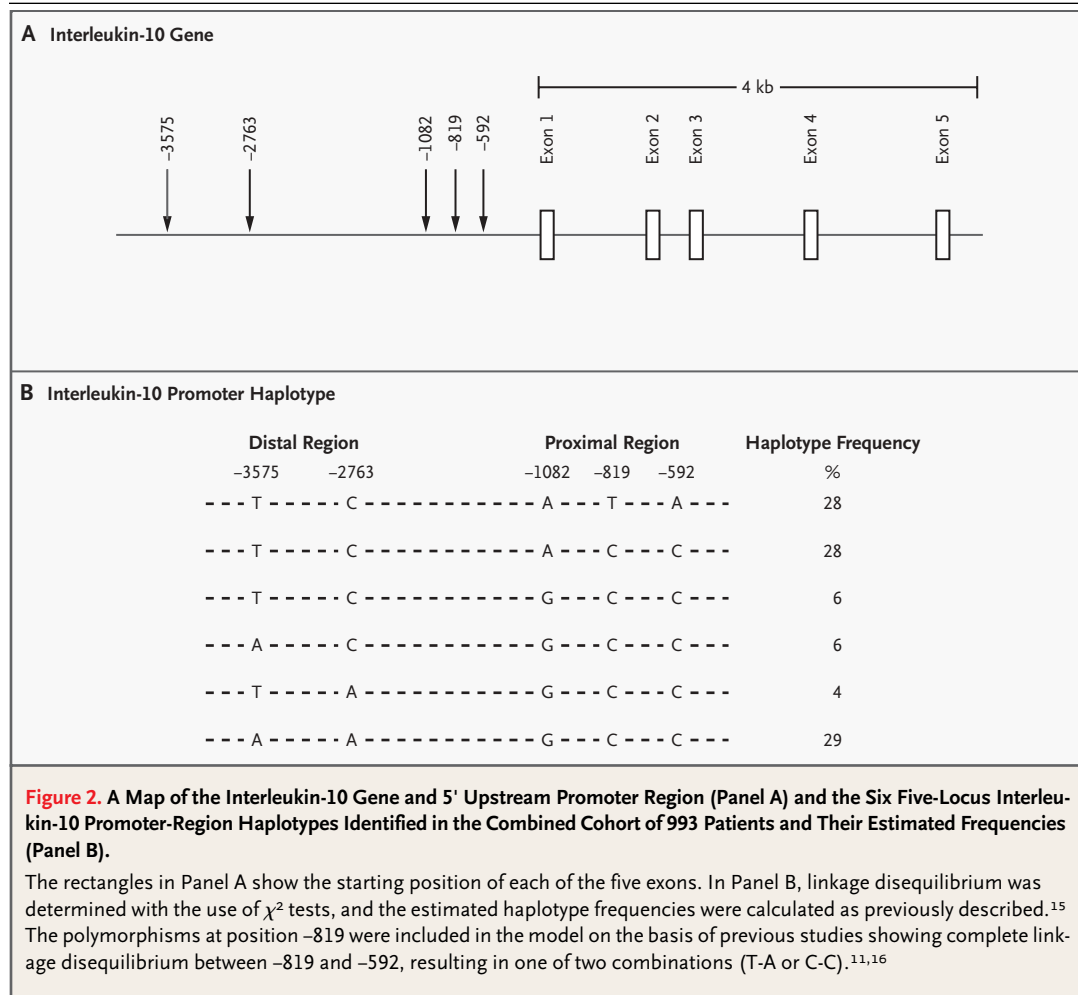 A Interleukin-10 Gene
4 kb
–3575
–2763
–1082
–819
–592
Exon 1
Exon 2
Exon 3
Exon 4
Exon 5
B Interleukin-10 Promoter Haplotype
Distal Region Proximal Region Haplotype Frequency
–3575 –2763 –1082 –819 –592 %
---T-----C-----------A---T---A--- 28
---T-----C-----------A---C---C--- 28
---T-----C-----------G---C---C--- 6
---A-----C-----------G---C---C--- 6
---T-----A-----------G---C---C--- 4
---A-----A-----------G---C---C--- 29
Figure 2. A Map of the Interleukin-10 Gene and 5' Upstream Promoter Region (Panel A) and the Six Five-Locus Interleu-
kin-10 Promoter-Region Haplotypes Identified in the Combined Cohort of 993 Patients and Their Estimated Frequencies
(Panel B).
The rectangles in Panel A show the starting position of each of the five exons. In Panel B, linkage disequilibrium was
determined with the use of χ² tests, and the estimated haplotype frequencies were calculated as previously described.¹⁵
The polymorphisms at position –819 were included in the model on the basis of previous studies showing complete link-
age disequilibrium between –819 and –592, resulting in one of two combinations (T-A or C-C).¹¹,¹⁶